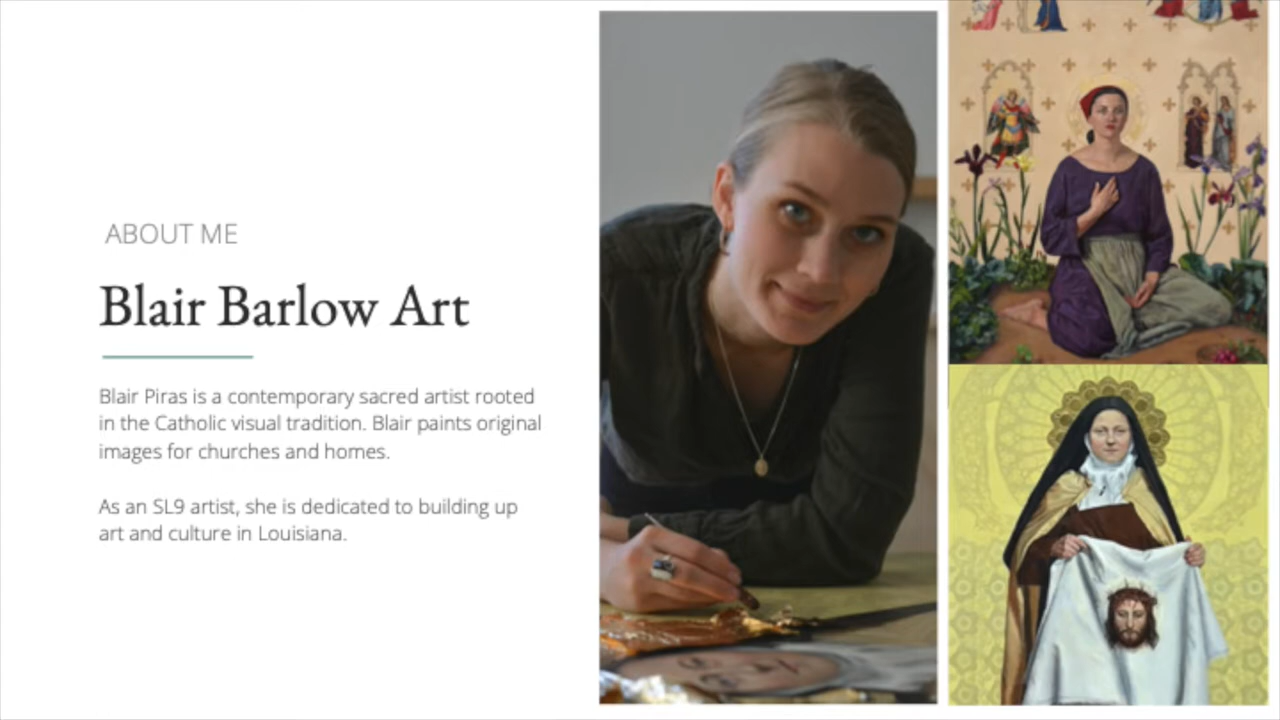 ABOUT ME
Blair Barlow Art
Blair Piras is a contemporary sacred artist rooted
in the Catholic visual tradition. Blair paints original
images for churches and homes.
As an SL9 artist, she is dedicated to building up
art and culture in Louisiana.